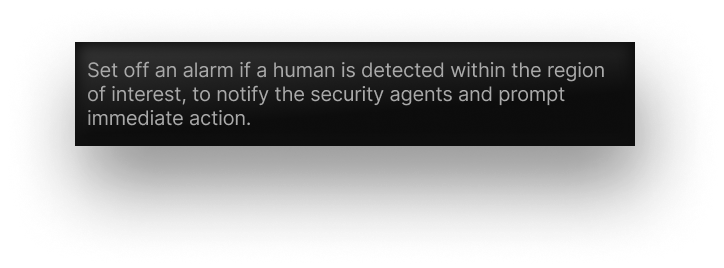 Set off an alarm if a human is detected within the region
of interest, to notify the security agents and prompt
immediate action.